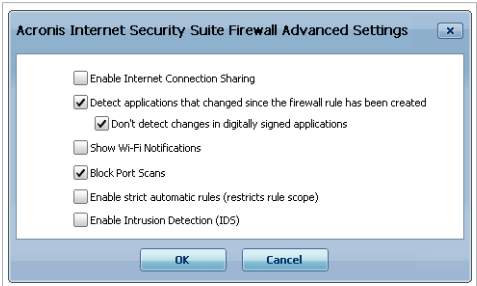 Acronis Internet Security Suite Firewall Advanced Settings
Enable Internet Connection Sharing
Detect applications that changed since the firewall rule has been created
Don't detect changes in digitally signed applications
Show Wi-Fi Notifications
Block Port Scans
Enable strict automatic rules (restricts rule scope)
Enable Intrusion Detection (IDS)
OK Cancel